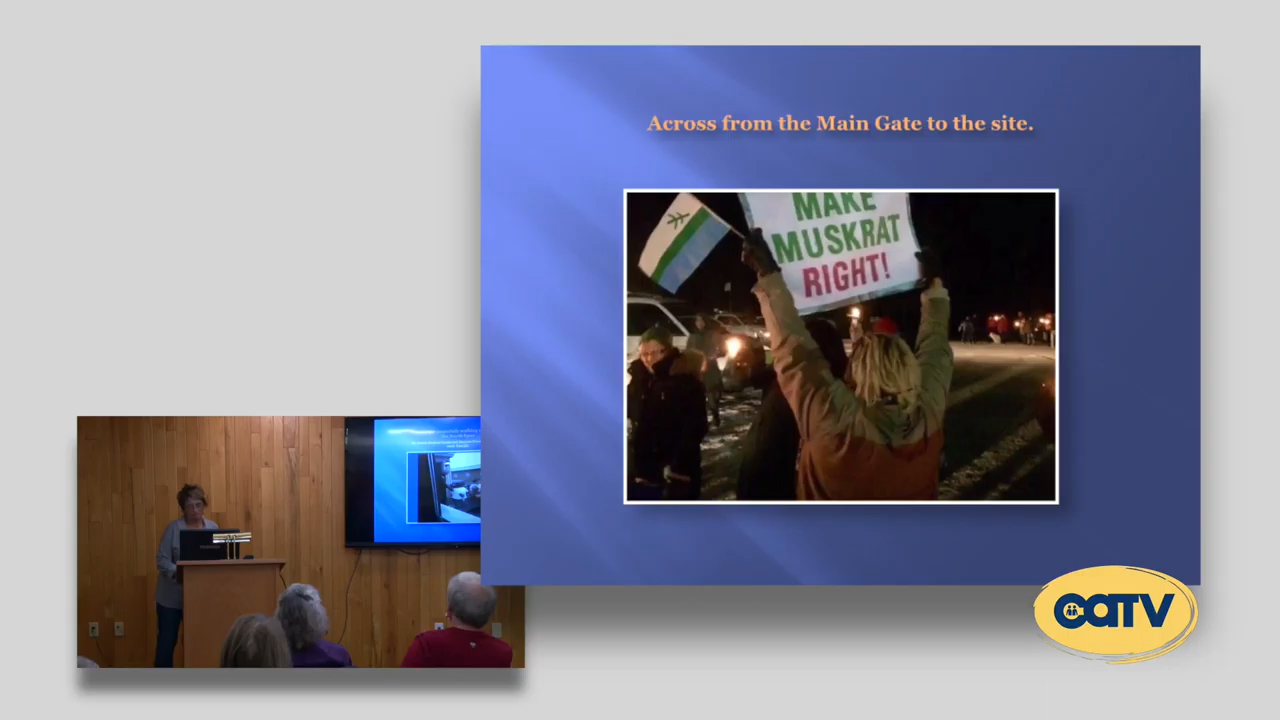 Across from the Main Gate to the site.
MAKE
MUSKRAT
RIGHT!
CATV